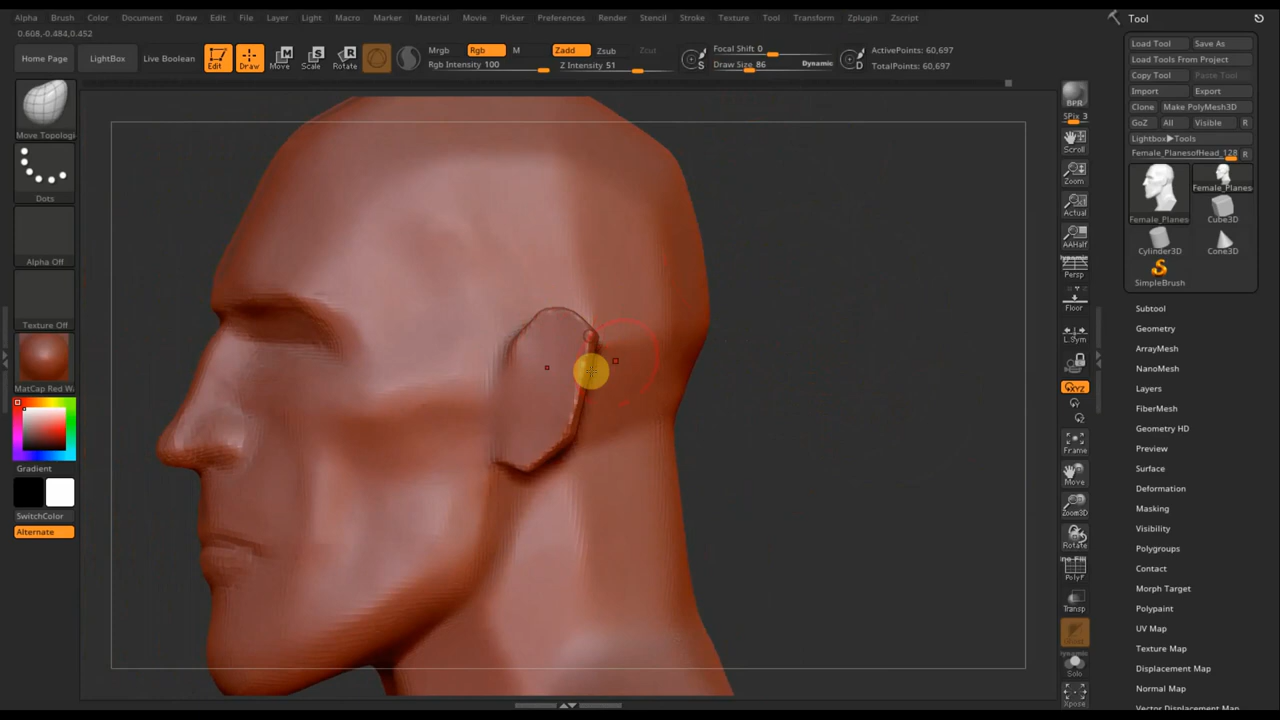 Alpha Brush Color Document Draw Edit File Layer Light Macro Marker Material Movie Picker Preferences Render Stencil Stroke Texture Tool Transform Zplugin Zscript
0.608,-0.484,0.452
Home Page LightBox Live Boolean Edit Draw Move Scale Rotate
Mrgb Rgb M Zadd Zsub Zcut
Rgb Intensity 100 Z Intensity 51
S Focal Shift 0
Draw Size 86 Dynamic D
ActivePoints: 60,697
TotalPoints: 60,697
Move Topologi
Dots
Alpha Off
Texture Off
MatCap Red W
Gradient
SwitchColor
Alternate
BPR
SPix 3
Scroll
Zoom
Actual
AAHalf
Dynamic
Persp
Floor
L.Sym
XYZ
Frame
Move
Zoom3D
Rotate
PolyF
Transp
Dynamic
Solo
Xpose
Tool
Load Tool Save As
Load Tools From Project
Copy Tool Paste Tool
Import Export
Clone Make PolyMesh3D
GoZ All Visible R
Lightbox▶Tools
Female_PlanesofHead_128 R
Female_Planes Female_Planes
Cube3D
Cylinder3D Cone3D
SimpleBrush
Subtool
Geometry
ArrayMesh
NanoMesh
Layers
FiberMesh
Geometry HD
Preview
Surface
Deformation
Masking
Visibility
Polygroups
Contact
Morph Target
Polypaint
UV Map
Texture Map
Displacement Map
Normal Map
Vector Displacement Map